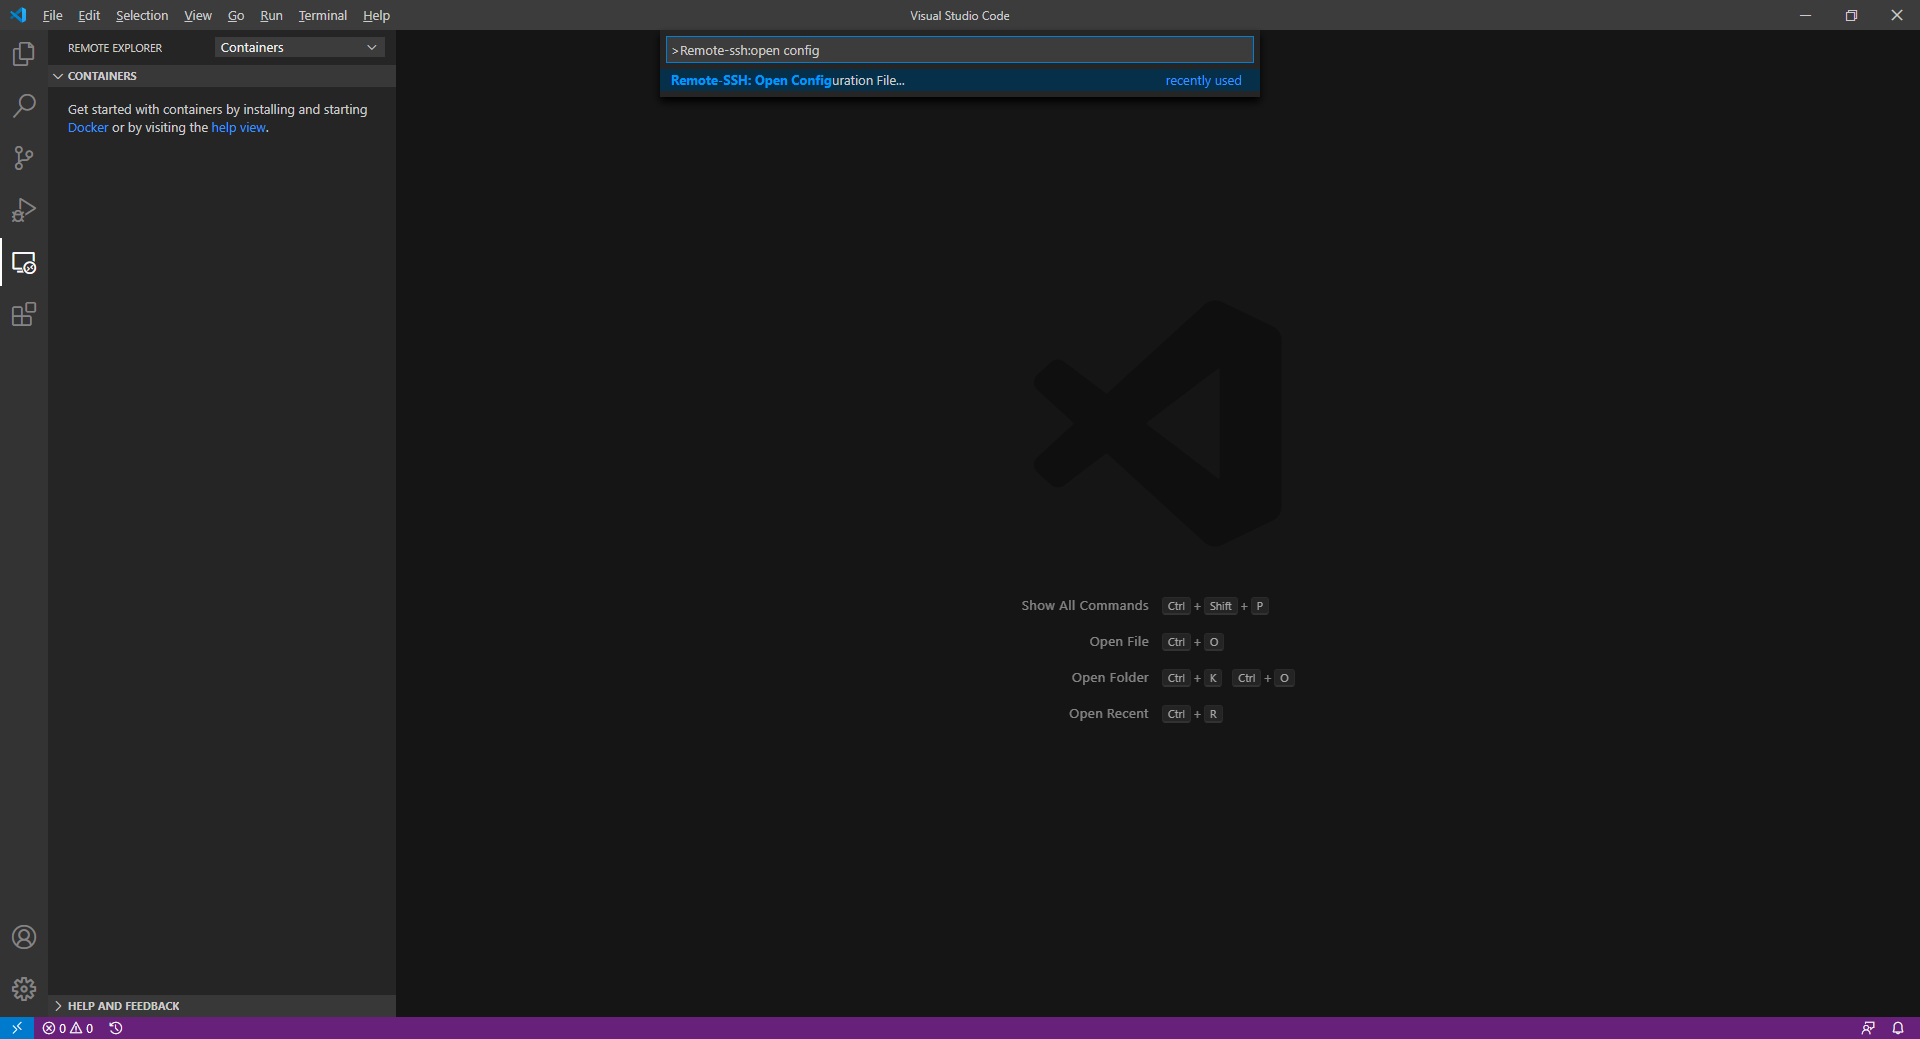 File Edit Selection View Go Run Terminal Help
Visual Studio Code
REMOTE EXPLORER
Containers
CONTAINERS
Get started with containers by installing and starting
Docker or by visiting the help view.
>Remote-ssh:open config
Remote-SSH: Open Configuration File...
recently used
Show All Commands Ctrl + Shift + P
Open File Ctrl + O
Open Folder Ctrl + K Ctrl + O
Open Recent Ctrl + R
HELP AND FEEDBACK
0 0